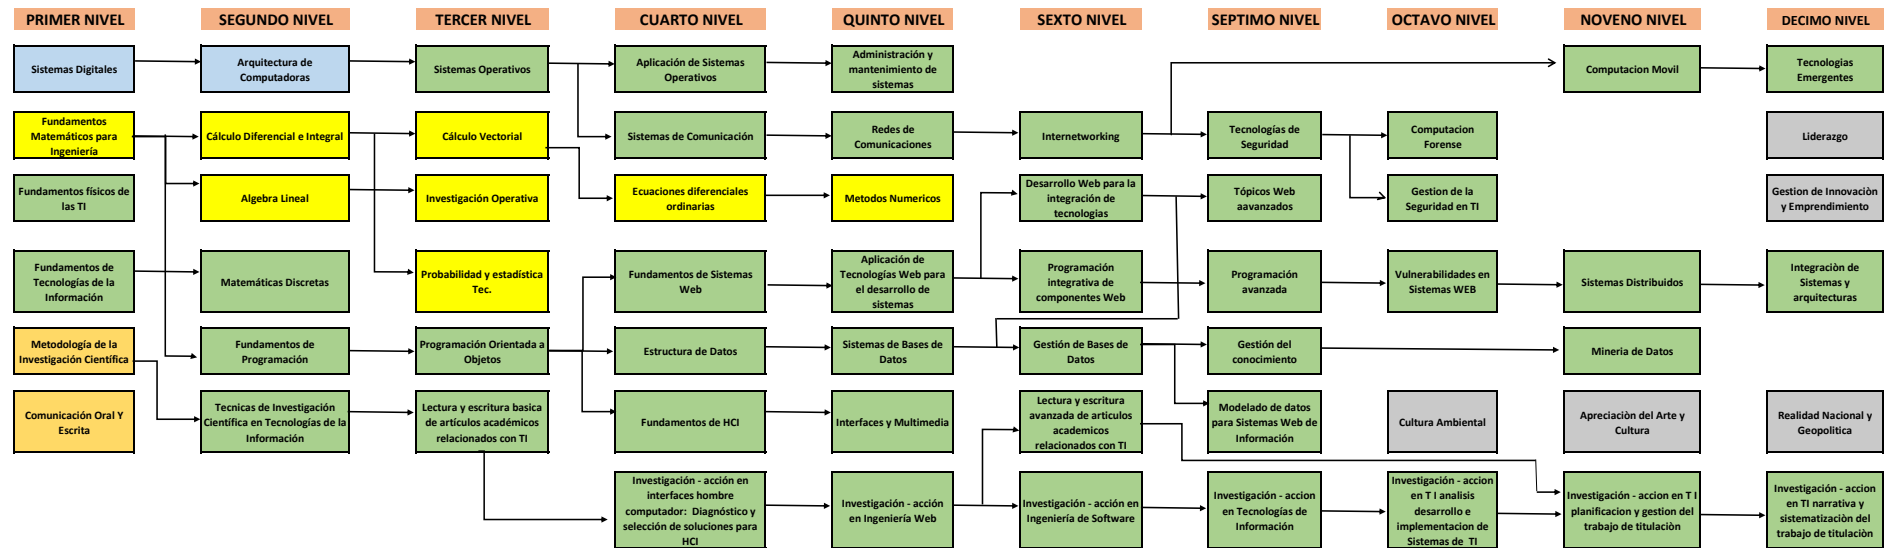 PRIMER NIVEL
SEGUNDO NIVEL
TERCER NIVEL
CUARTO NIVEL
QUINTO NIVEL
SEXTO NIVEL
SEPTIMO NIVEL
OCTAVO NIVEL
NOVENO NIVEL
DECIMO NIVEL
Sistemas Digitales
Arquitectura de
Computadoras
Sistemas Operativos
Aplicación de Sistemas
Operativos
Administración y
mantenimiento de
sistemas
Computacion Movil
Tecnologias
Emergentes
Fundamentos
Matemáticos para
Ingeniería
Cálculo Diferencial e Integral
Cálculo Vectorial
Sistemas de Comunicación
Redes de
Comunicaciones
Internetworking
Tecnologías de
Seguridad
Computacion
Forense
Liderazgo
Fundamentos físicos de
las TI
Algebra Lineal
Investigación Operativa
Ecuaciones diferenciales
ordinarias
Metodos Numericos
Desarrollo Web para la
integración de
tecnologias
Tópicos Web
aavanzados
Gestion de la
Seguridad en TI
Gestion de Innovaciòn
y Emprendimiento
Fundamentos de
Tecnologías de la
Información
Matemáticas Discretas
Probabilidad y estadística
Tec.
Fundamentos de Sistemas
Web
Aplicación de
Tecnologías Web para
el desarrollo de
sistemas
Programación
integrativa de
componentes Web
Programación
avanzada
Vulnerabilidades en
Sistemas WEB
Sistemas Distribuidos
Integraciòn de
Sistemas y
arquitecturas
Metodología de la
Investigación Científica
Fundamentos de
Programación
Programación Orientada a
Objetos
Estructura de Datos
Sistemas de Bases de
Datos
Gestión de Bases de
Datos
Gestión del
conocimiento
Mineria de Datos
Comunicación Oral Y
Escrita
Tecnicas de Investigación
Científica en Tecnologías de la
Información
Lectura y escritura basica
de artículos académicos
relacionados con TI
Fundamentos de HCI
Interfaces y Multimedia
Lectura y escritura
avanzada de articulos
academicos
relacionados con TI
Modelado de datos
para Sistemas Web de
Información
Cultura Ambiental
Apreciaciòn del Arte y
Cultura
Realidad Nacional y
Geopolitica
Investigación - acción en
interfaces hombre
computador: Diagnóstico y
selección de soluciones para
HCI
Investigación - acción
en Ingeniería Web
Investigación - acción en
Ingeniería de Software
Investigación - accion
en Tecnologías de
Información
Investigación - accion
en T I analisis
desarrollo e
implementacion de
Sistemas de TI
Investigación - accion en T I
planificacion y gestion del
trabajo de titulaciòn
Investigación - accion
en TI narrativa y
sistematizaciòn del
trabajo de titulaciòn